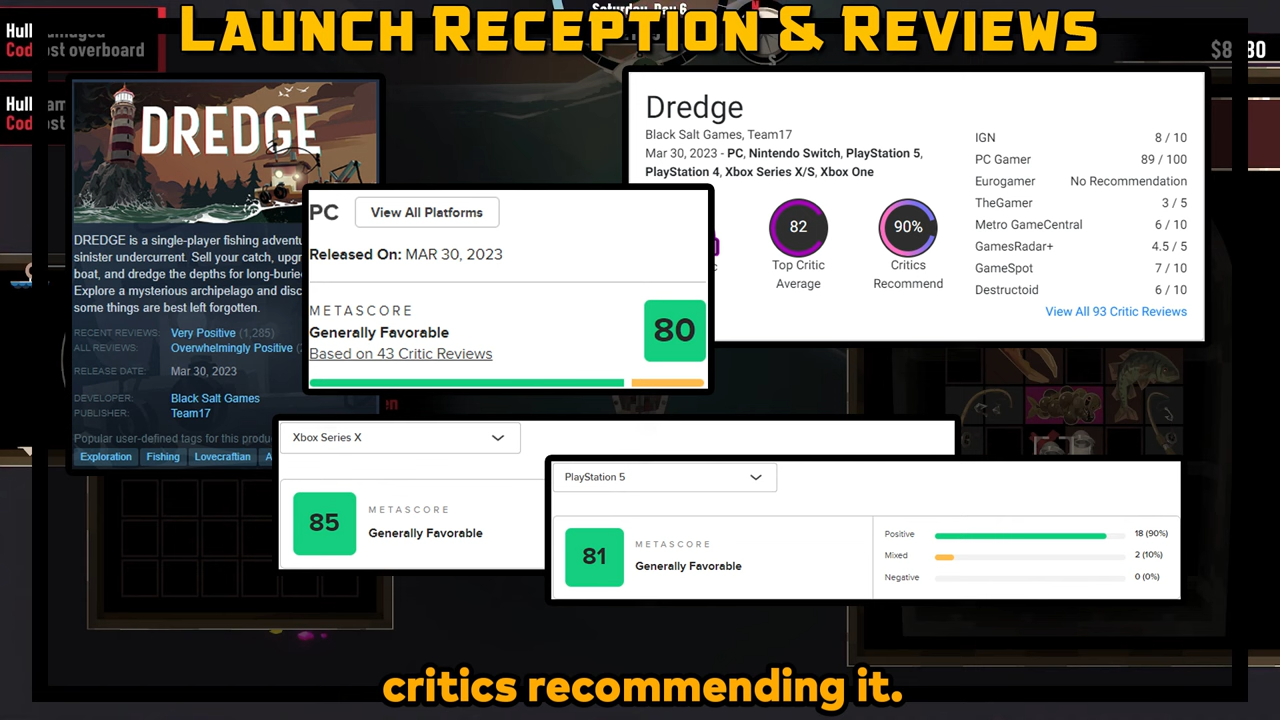 LAUNCH RECEPTION & REVIEWS
Saturday, Day 6
Hull damaged
Cod lost overboard
Hull
Cod
DREDGE
DREDGE is a single-player fishing adventu
sinister undercurrent. Sell your catch, upgr
boat, and dredge the depths for long-burie
Explore a mysterious archipelago and disc
some things are best left forgotten.
RECENT REVIEWS: Very Positive (1,285)
ALL REVIEWS: Overwhelmingly Positive (
RELEASE DATE: Mar 30, 2023
DEVELOPER: Black Salt Games
PUBLISHER: Team17
Popular user-defined tags for this produ
Exploration Fishing Lovecraftian A
PC View All Platforms
Released On: MAR 30, 2023
METASCORE
Generally Favorable 80
Based on 43 Critic Reviews
Dredge
Black Salt Games, Team17
Mar 30, 2023 - PC, Nintendo Switch, PlayStation 5,
PlayStation 4, Xbox Series X/S, Xbox One
82
Top Critic
Average
90%
Critics
Recommend
IGN 8 / 10
PC Gamer 89 / 100
Eurogamer No Recommendation
TheGamer 3 / 5
Metro GameCentral 6 / 10
GamesRadar+ 4.5 / 5
GameSpot 7 / 10
Destructoid 6 / 10
View All 93 Critic Reviews
Xbox Series X
85
METASCORE
Generally Favorable
PlayStation 5
81
METASCORE
Generally Favorable
Positive 18 (90%)
Mixed 2 (10%)
Negative 0 (0%)
critics recommending it.